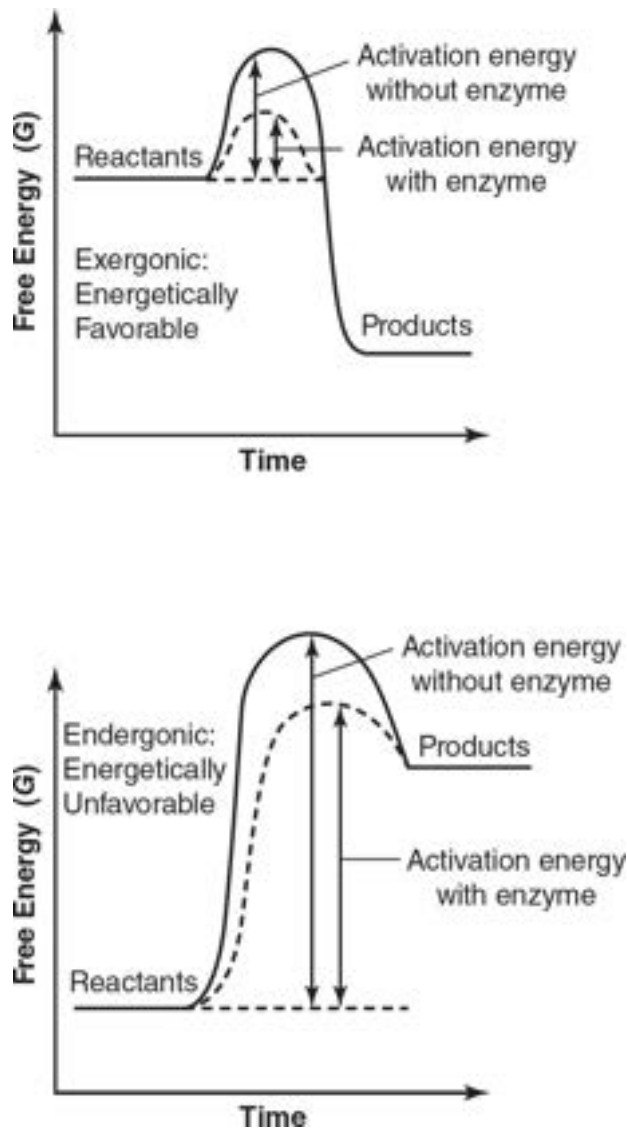 Activation energy
without enzyme
Reactants
Activation energy
with enzyme
Exergonic:
Energetically
Favorable
Products
Free Energy (G)
Time
Activation energy
without enzyme
Endergonic:
Energetically
Unfavorable
Products
Activation energy
with enzyme
Reactants
Free Energy (G)
Time